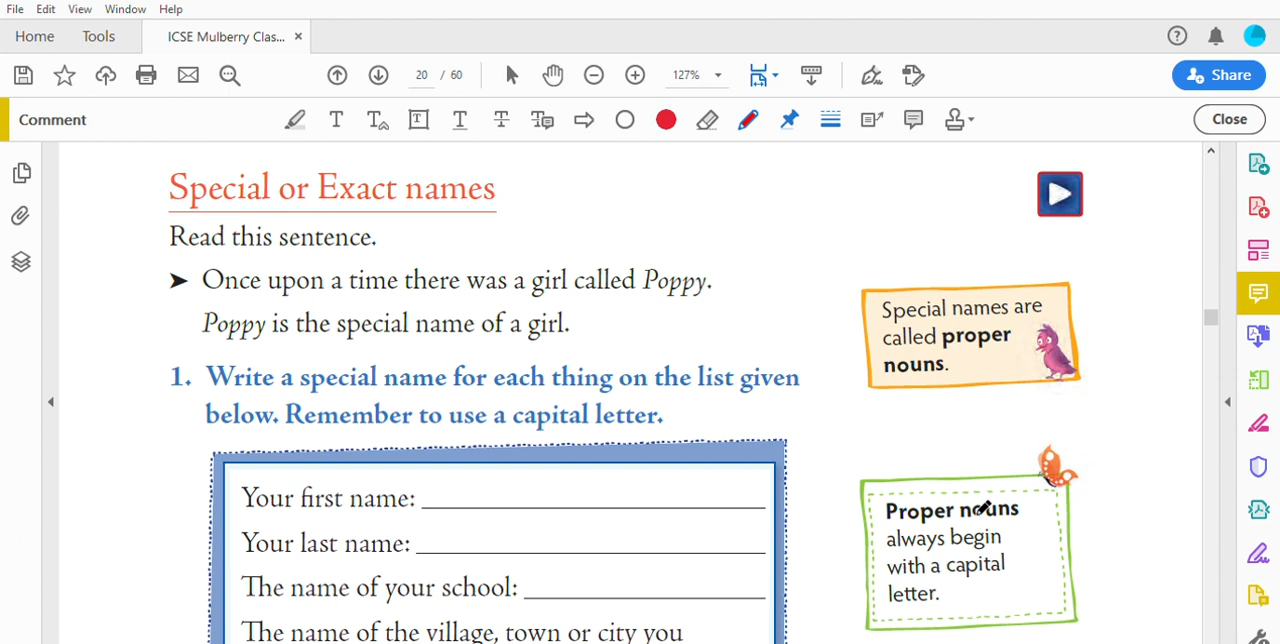 File Edit View Window Help
Home Tools ICSE Mulberry Clas... ×
20 / 60 127% Share
Comment Close
Special or Exact names
Read this sentence.
➤ Once upon a time there was a girl called Poppy.
Poppy is the special name of a girl.
1. Write a special name for each thing on the list given
below. Remember to use a capital letter.
Your first name:
Your last name:
The name of your school:
The name of the village, town or city you
Special names are
called proper
nouns.
Proper nouns
always begin
with a capital
letter.